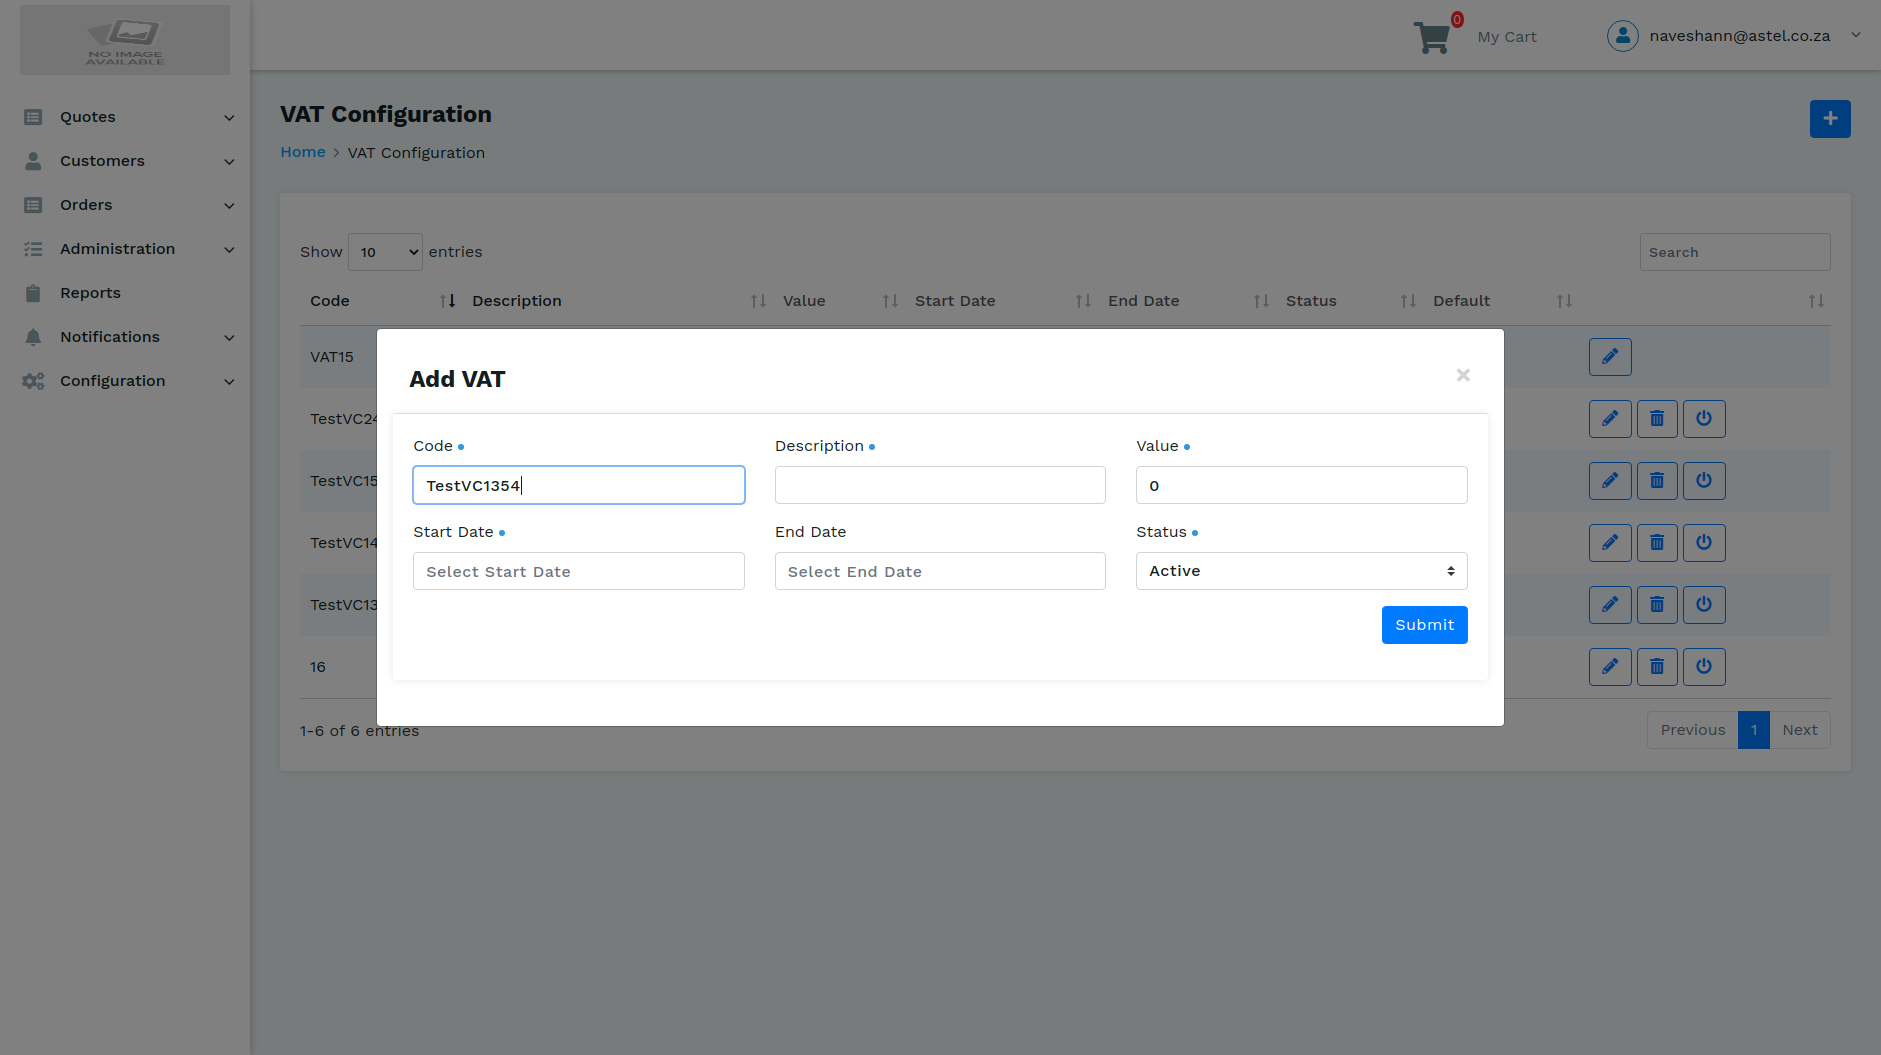 NO IMAGE
AVAILABLE
0
My Cart
naveshann@astel.co.za
Quotes
Customers
Orders
Administration
Reports
Notifications
Configuration
VAT Configuration
Home > VAT Configuration
Show 10 entries
Search
Code Description Value Start Date End Date Status Default
VAT15
TestVC24
TestVC15
TestVC14
TestVC13
16
1-6 of 6 entries
Previous 1 Next
Add VAT
×
Code Description Value
TestVC1354 0
Start Date End Date Status
Select Start Date Select End Date Active
Submit